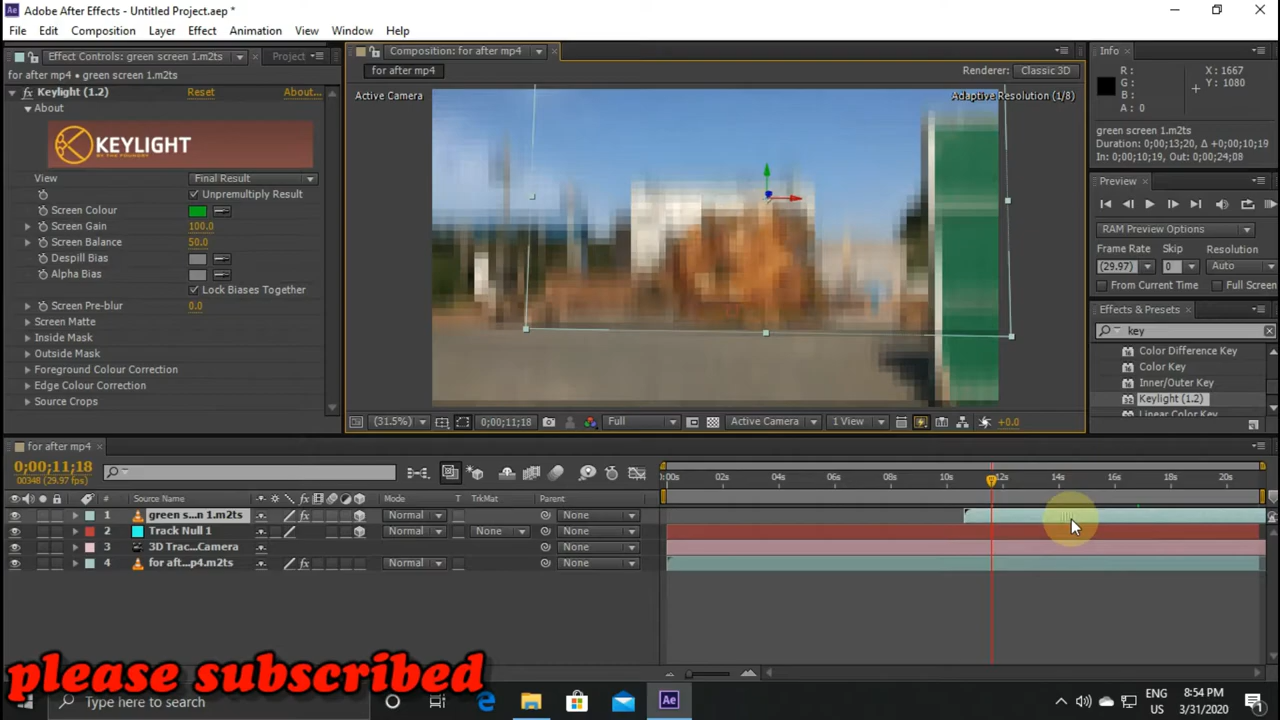 Adobe After Effects - Untitled Project.aep *
File Edit Composition Layer Effect Animation View Window Help
Effect Controls: green screen 1.m2ts Project
for after mp4 • green screen 1.m2ts
Keylight (1.2) Reset About...
About
KEYLIGHT
BY THE FOUNDRY
View Final Result
Unpremultiply Result
Screen Colour
Screen Gain 100.0
Screen Balance 50.0
Despill Bias
Alpha Bias
Lock Biases Together
Screen Pre-blur 0.0
Screen Matte
Inside Mask
Outside Mask
Foreground Colour Correction
Edge Colour Correction
Source Crops
Composition: for after mp4
for after mp4
Renderer: Classic 3D
Active Camera
Adaptive Resolution (1/8)
(31.5%) 0;00;11;18 Full Active Camera 1 View +0.0
Info
R: X: 1667
G: Y: 1080
B:
A: 0
green screen 1.m2ts
Duration: 0;00;13;20, Δ +0;00;10;19
In: 0;00;10;19, Out: 0;00;24;08
Preview
RAM Preview Options
Frame Rate Skip Resolution
(29.97) 0 Auto
From Current Time Full Screen
Effects & Presets
key
Color Difference Key
Color Key
Inner/Outer Key
Keylight (1.2)
Linear Color Key
for after mp4
0;00;11;18
00348 (29.97 fps)
0:00s 02s 04s 06s 08s 10s 12s 14s 16s 18s 20s
# Source Name Mode T TrkMat Parent
1 green s...n 1.m2ts Normal None
2 Track Null 1 Normal None None
3 3D Trac...Camera None
4 for aft...p4.m2ts Normal None None
please subscribed
Type here to search
ENG
US
8:54 PM
3/31/2020
1